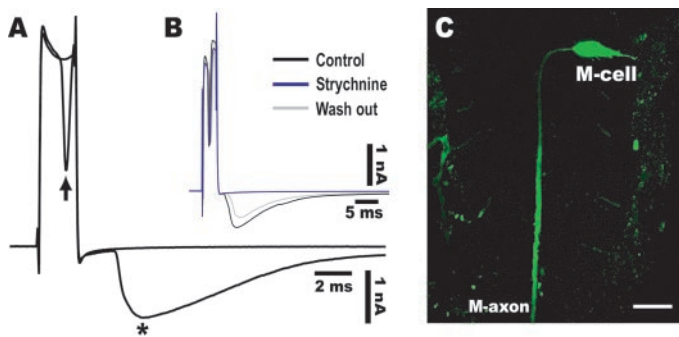 A
B
Control
Strychnine
Wash out
1 nA
5 ms
2 ms
1 nA
*
C
M-cell
M-axon